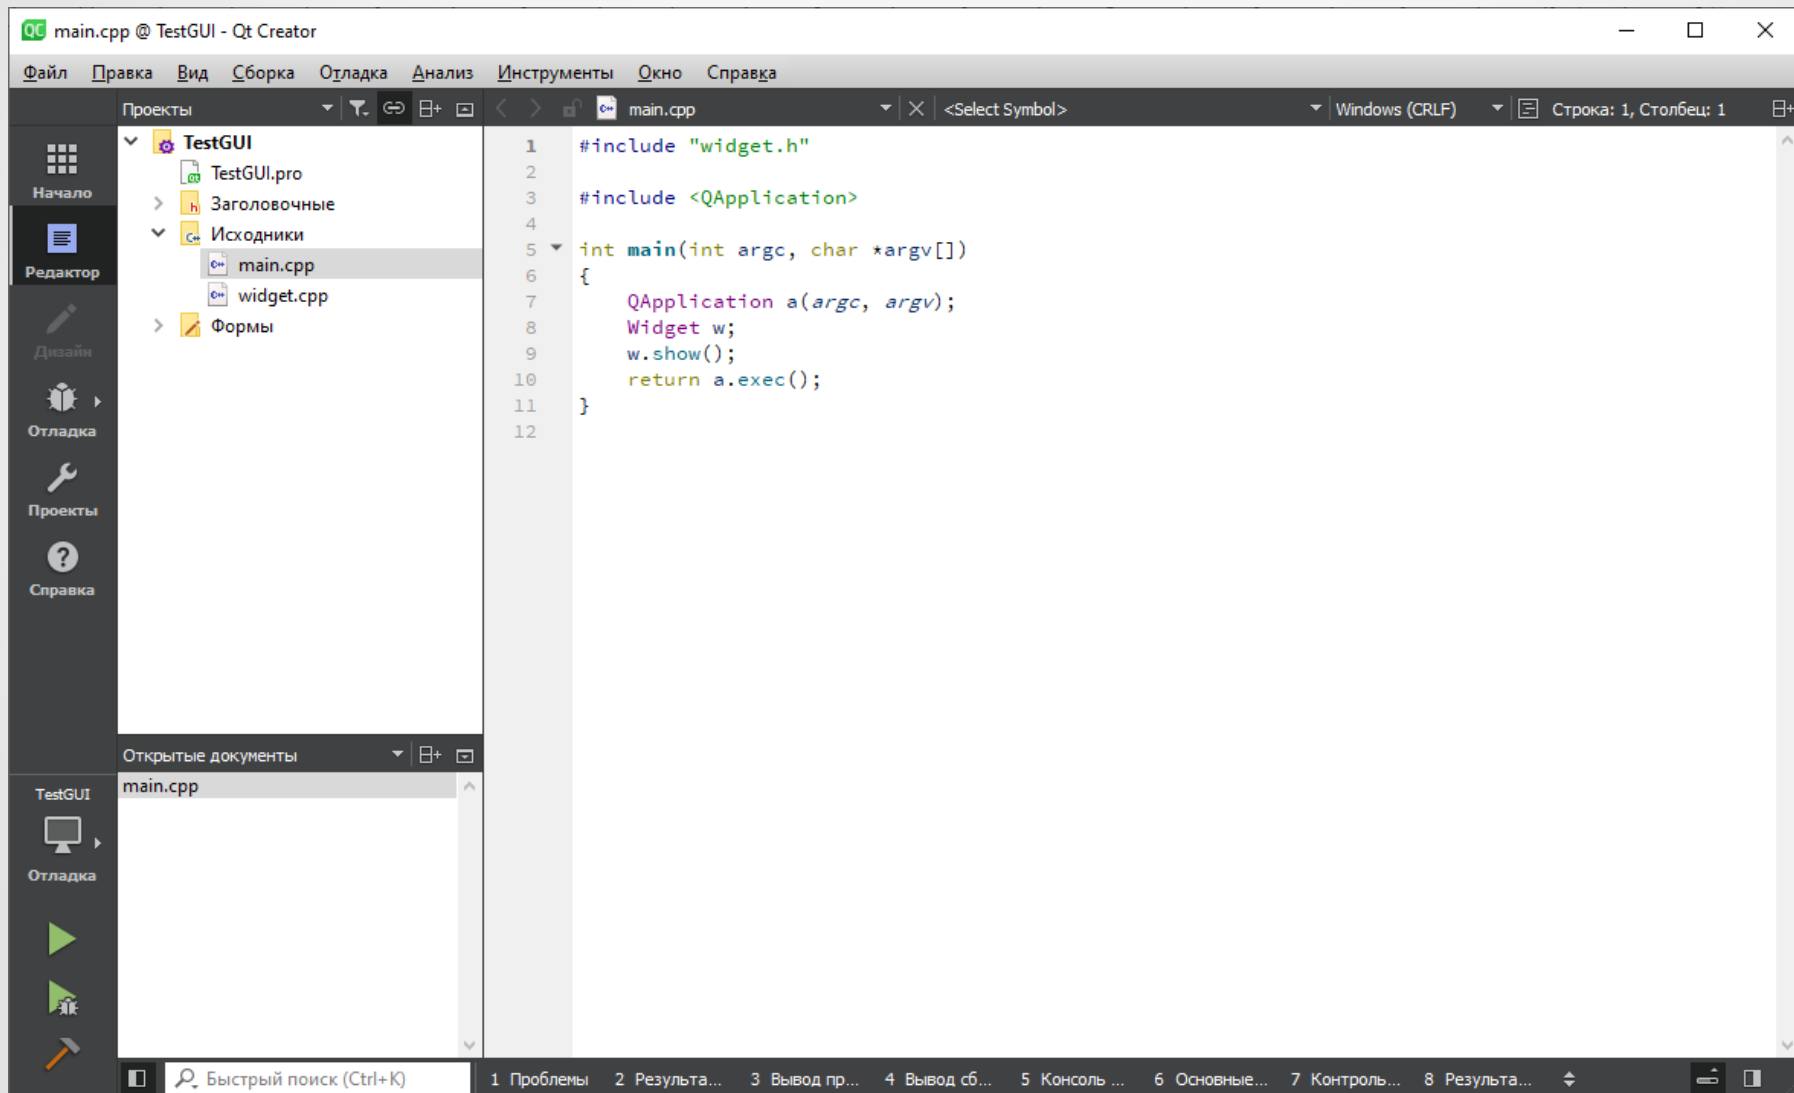 QC main.cpp @ TestGUI - Qt Creator
Файл Правка Вид Сборка Отладка Анализ Инструменты Окно Справка
Проекты main.cpp <Select Symbol> Windows (CRLF) Строка: 1, Столбец: 1
Начало
Редактор
Дизайн
Отладка
Проекты
Справка
TestGUI
Отладка
TestGUI
TestGUI.pro
Заголовочные
Исходники
main.cpp
widget.cpp
Формы
Открытые документы
main.cpp
1 #include "widget.h"
2
3 #include <QApplication>
4
5 int main(int argc, char *argv[])
6 {
7 QApplication a(argc, argv);
8 Widget w;
9 w.show();
10 return a.exec();
11 }
12
Быстрый поиск (Ctrl+K) 1 Проблемы 2 Результа... 3 Вывод пр... 4 Вывод сб... 5 Консоль ... 6 Основные... 7 Контроль... 8 Результа...